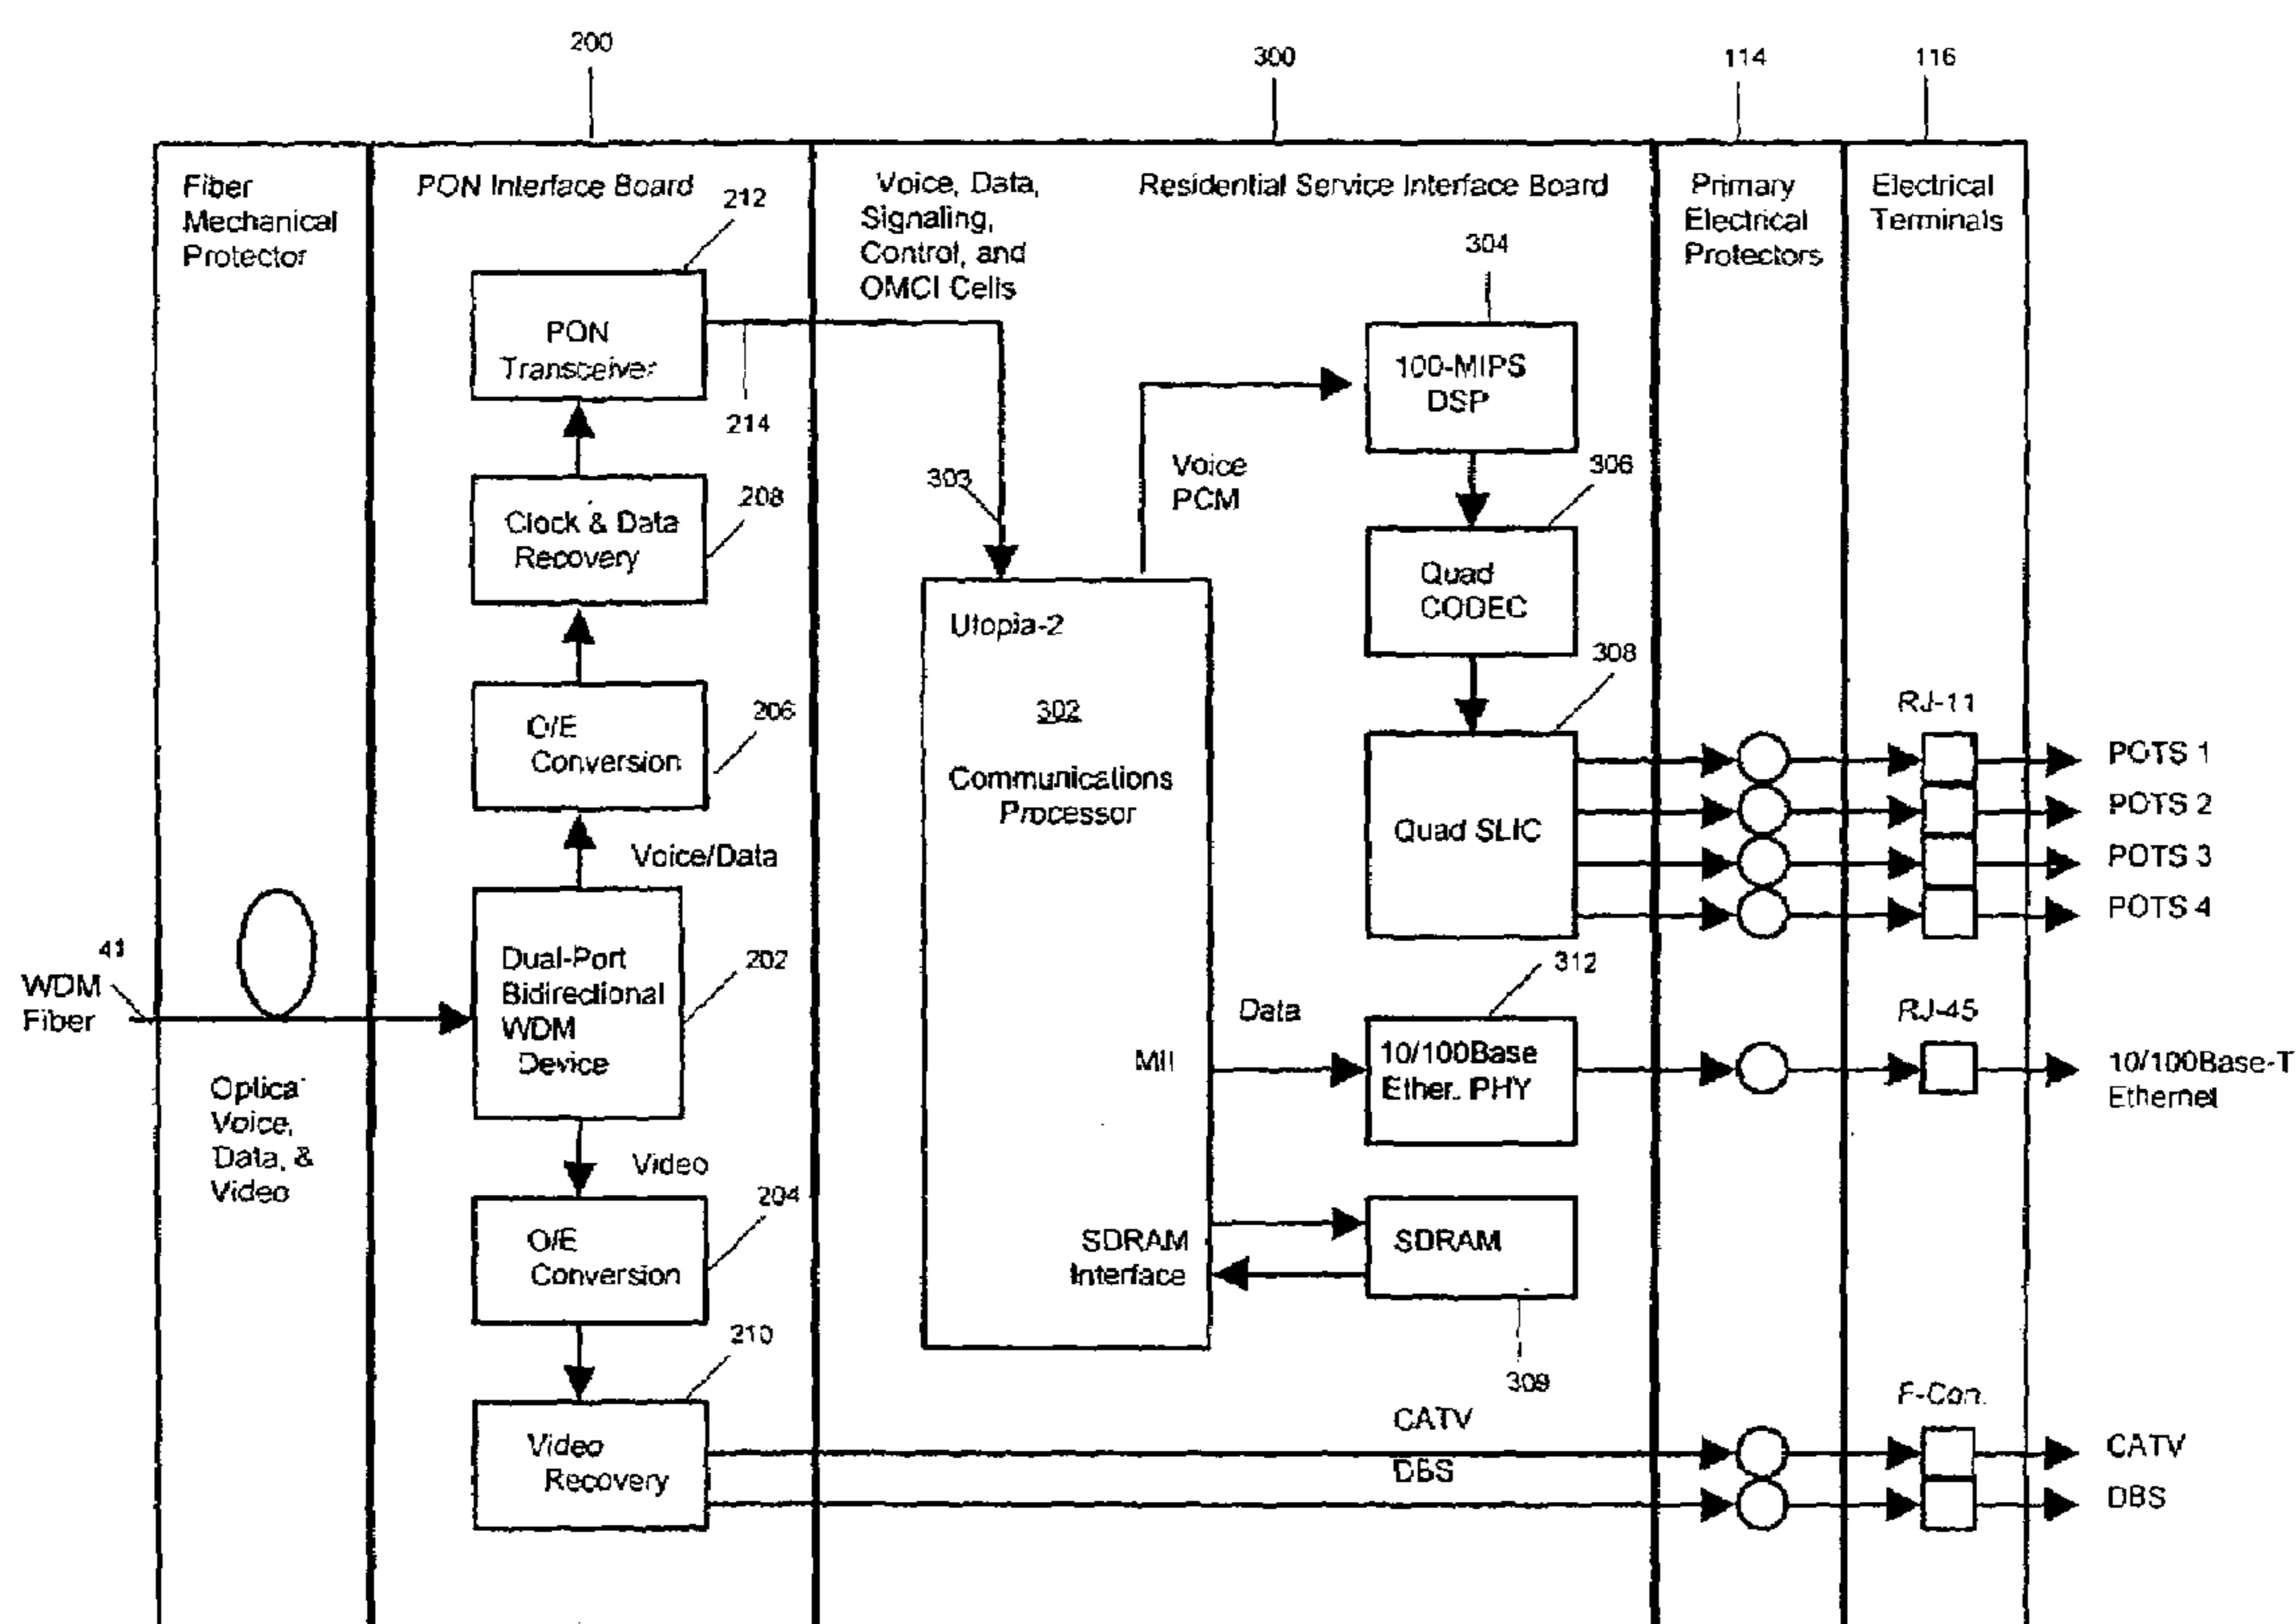 200
300
114
116
Fiber
Mechanical
Protector
PON Interface Board
212
Voice, Data,
Signaling,
Control, and
OMCI Cells
Residential Service Interface Board
304
Primary
Electrical
Protectors
Electrical
Terminals
PON
Transceiver
214
100-MIPS
DSP
303
Voice
PCM
306
208
Clock & Data
Recovery
Quad
CODEC
Utopia-2
308
302
206
O/E
Conversion
Communications
Processor
Quad SLIC
RJ-11
POTS 1
POTS 2
POTS 3
POTS 4
Voice/Data
41
WDM
Fiber
Dual-Port
Bidirectional
WDM
Device
202
312
Data
MII
10/100Base
Ether. PHY
RJ-45
10/100Base-T
Ethernet
Optical
Voice,
Data, &
Video
Video
204
O/E
Conversion
SDRAM
Interface
SDRAM
309
210
Video
Recovery
CATV
DBS
F-Con.
CATV
DBS